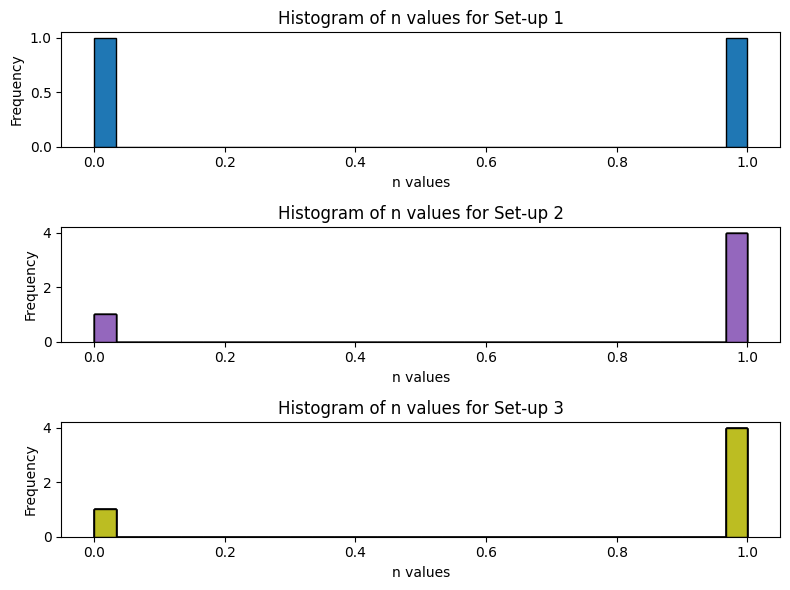 Histogram of n values for Set-up 1
1.0
0.5
0.0
Frequency
0.0 0.2 0.4 0.6 0.8 1.0
n values
Histogram of n values for Set-up 2
4
2
0
Frequency
0.0 0.2 0.4 0.6 0.8 1.0
n values
Histogram of n values for Set-up 3
4
2
0
Frequency
0.0 0.2 0.4 0.6 0.8 1.0
n values